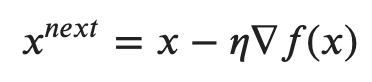 x^{next} = x − η∇f(x)